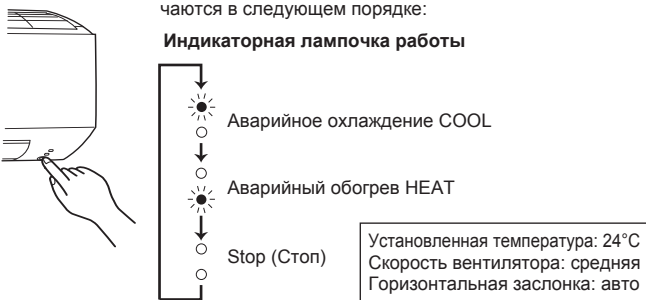 чаются в следующем порядке:
Индикаторная лампочка работы
Аварийное охлаждение COOL
Аварийный обогрев HEAT
Stop (Стоп)
Установленная температура: 24°C
Скорость вентилятора: средняя
Горизонтальная заслонка: авто